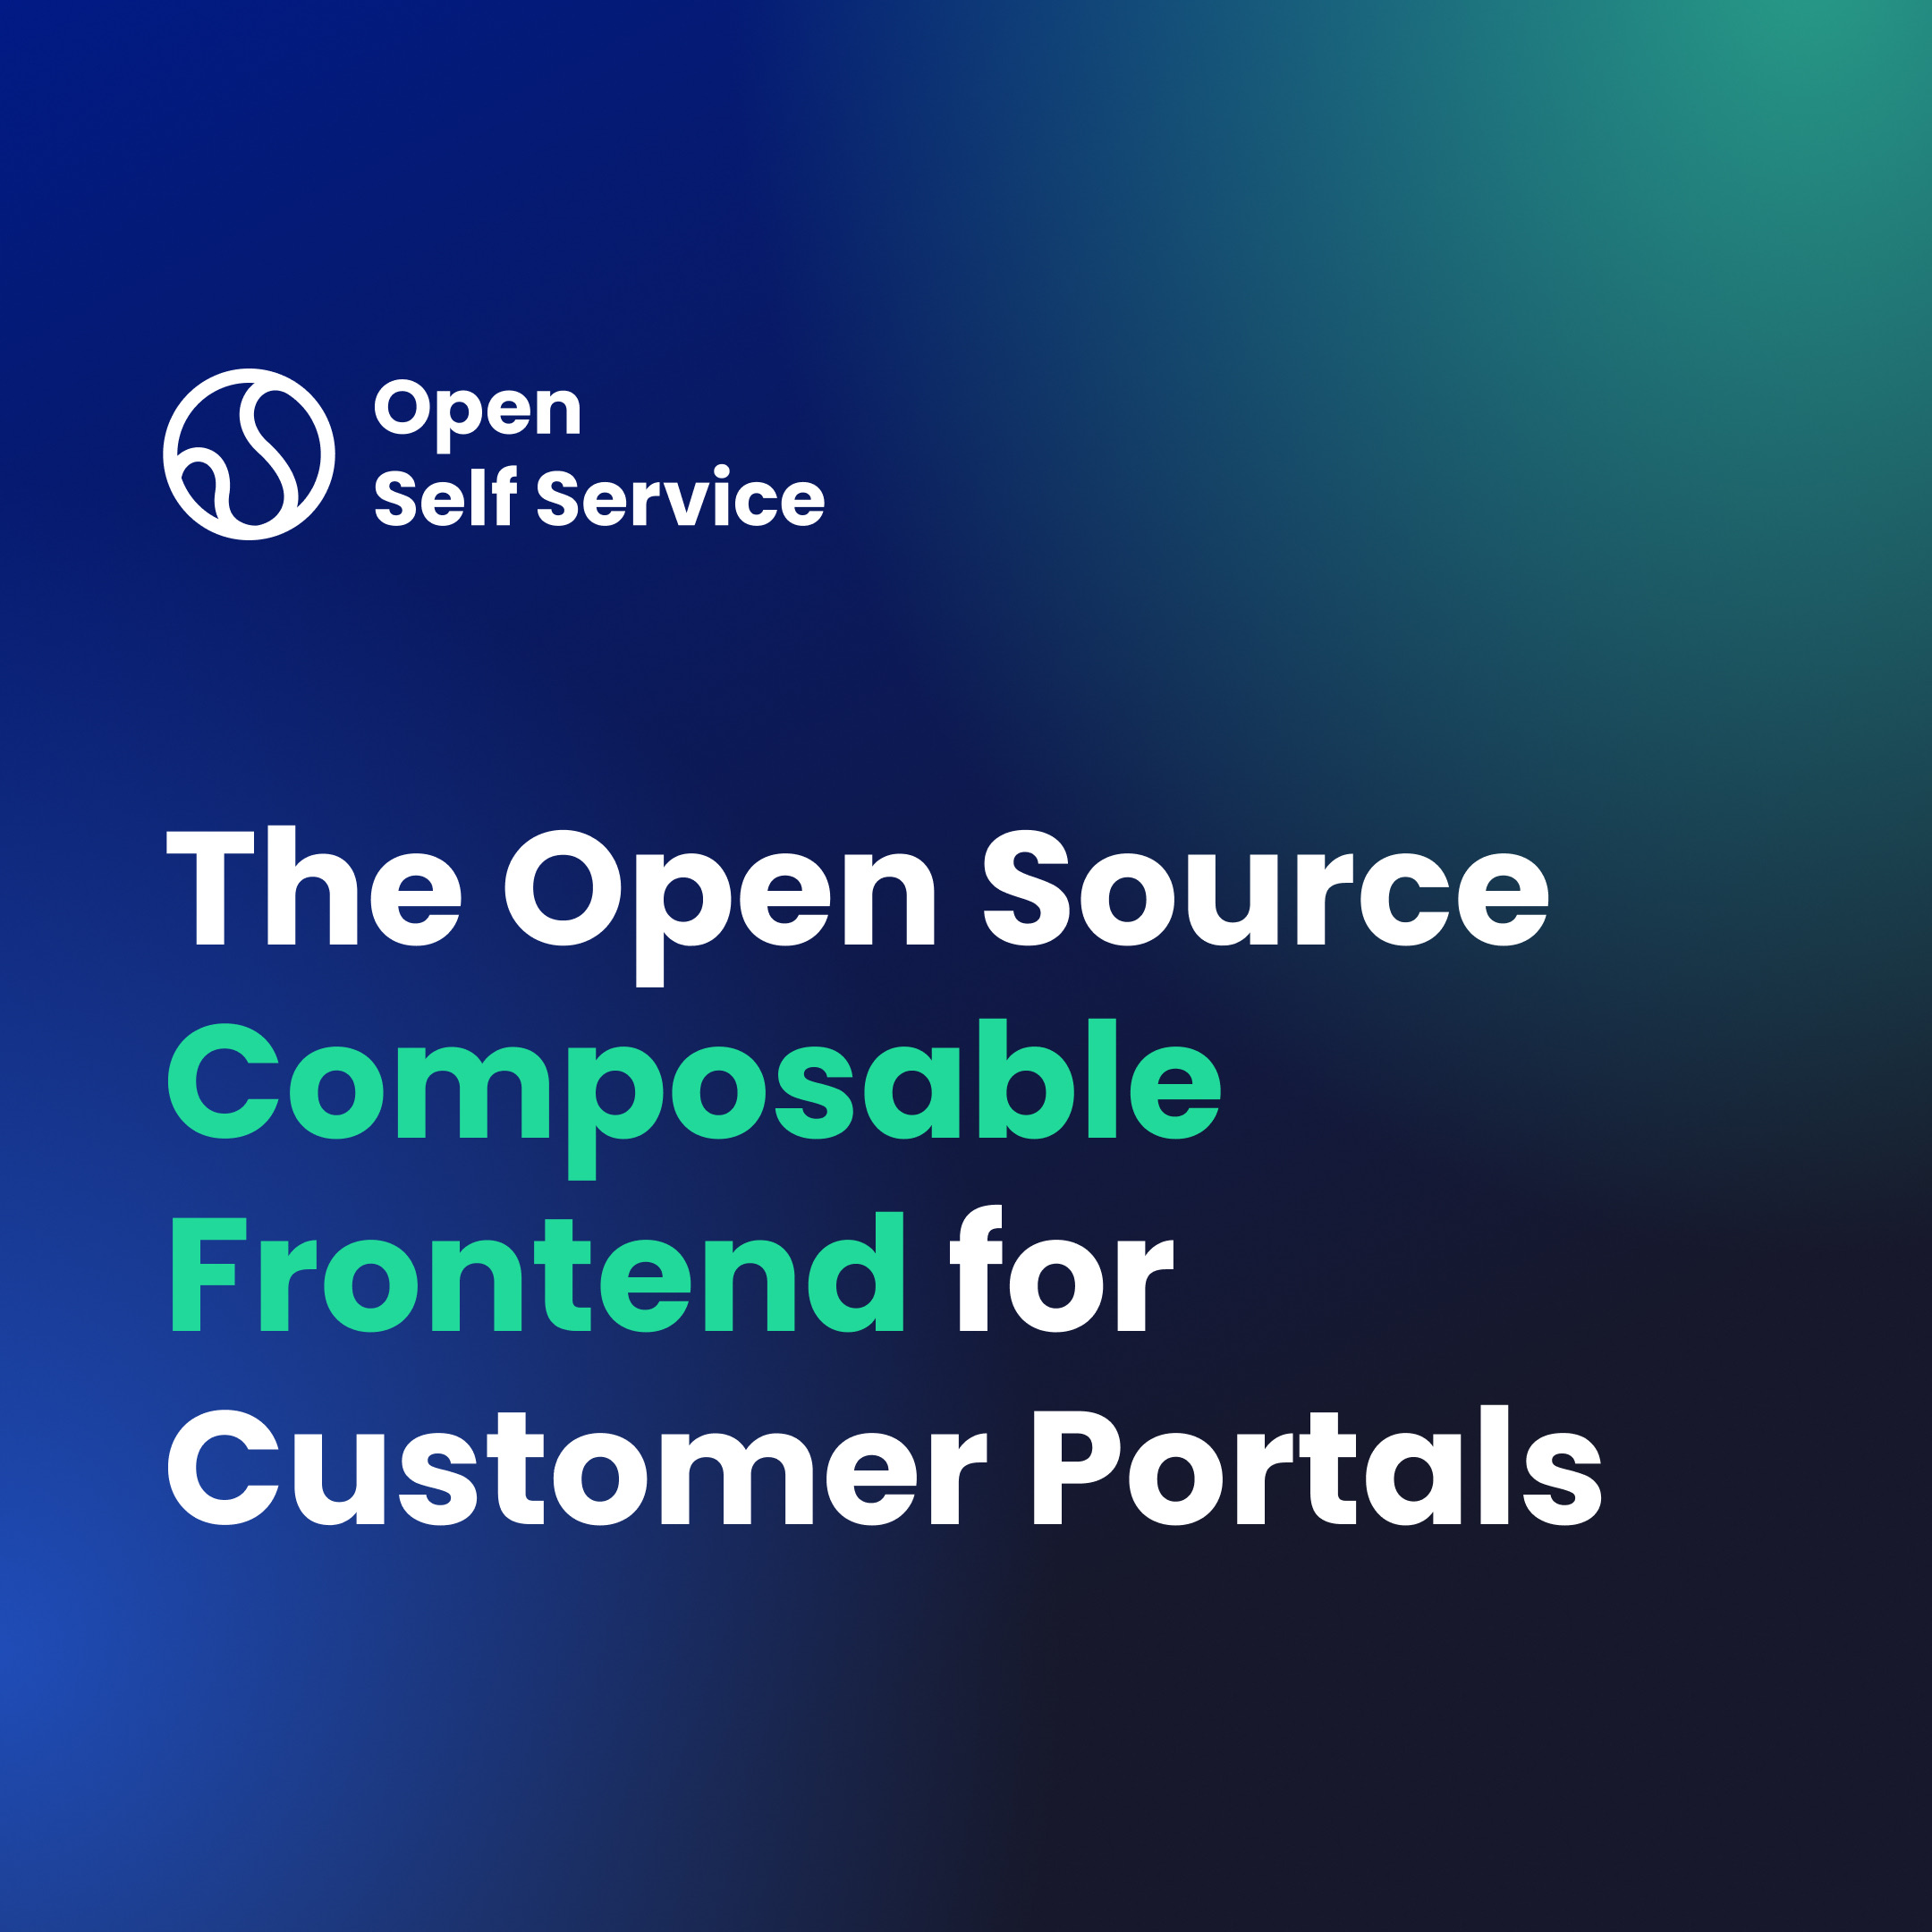 Open
Self Service
The Open Source
Composable
Frontend for
Customer Portals